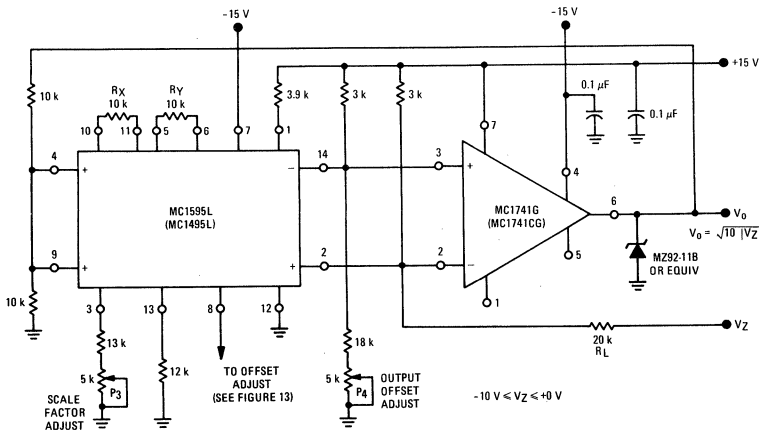 -15 V
-15 V
+15 V
10 k
RX
10 k
RY
10 k
3.9 k
3 k
3 k
0.1 µF
0.1 µF
10
11
5
6
7
1
7
4
4
+
−
14
3
+
MC1595L
(MC1495L)
MC1741G
(MC1741CG)
6
VO
VO = √10 |VZ
9
+
+
2
2
−
5
MZ92-11B
OR EQUIV
1
10 k
3
13
8
12
VZ
20 k
RL
13 k
12 k
TO OFFSET
ADJUST
(SEE FIGURE 13)
18 k
5 k
P3
SCALE
FACTOR
ADJUST
5 k
P4
OUTPUT
OFFSET
ADJUST
-10 V ≤ VZ ≤ +0 V